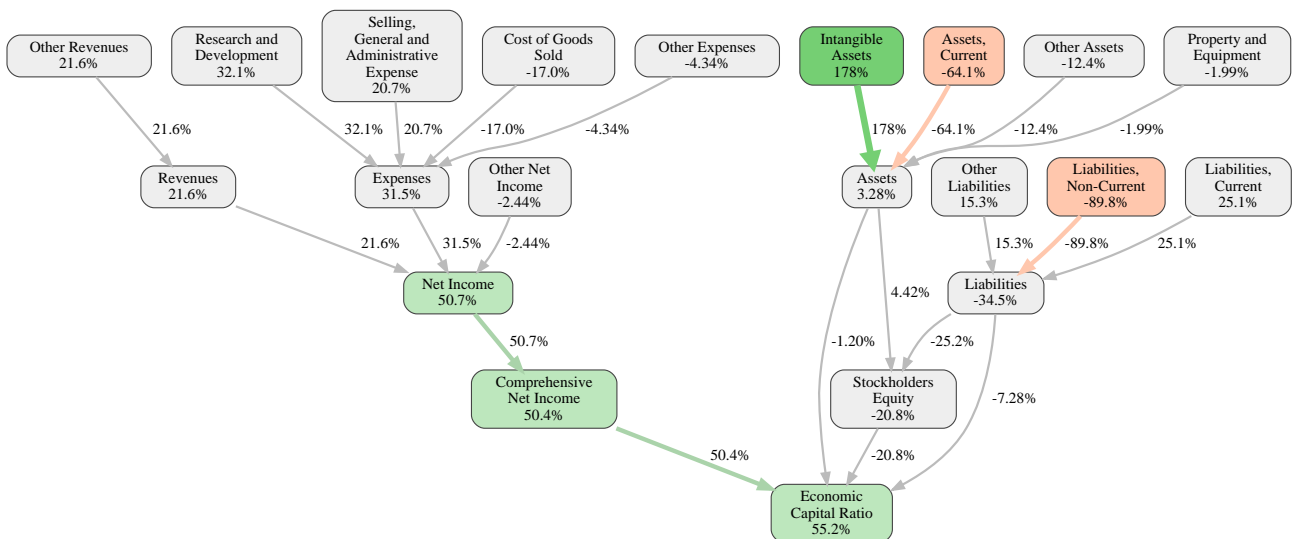 Other Revenues
21.6%
Research and
Development
32.1%
Selling,
General and
Administrative
Expense
20.7%
Cost of Goods
Sold
-17.0%
Other Expenses
-4.34%
Intangible
Assets
178%
Assets,
Current
-64.1%
Other Assets
-12.4%
Property and
Equipment
-1.99%
21.6%
32.1%
20.7%
-17.0%
-4.34%
178%
-64.1%
-12.4%
-1.99%
Revenues
21.6%
Expenses
31.5%
Other Net
Income
-2.44%
Assets
3.28%
Other
Liabilities
15.3%
Liabilities,
Non-Current
-89.8%
Liabilities,
Current
25.1%
21.6%
31.5%
-2.44%
15.3%
-89.8%
25.1%
Net Income
50.7%
4.42%
Liabilities
-34.5%
50.7%
-1.20%
-25.2%
Comprehensive
Net Income
50.4%
Stockholders
Equity
-20.8%
-7.28%
50.4%
-20.8%
Economic
Capital Ratio
55.2%